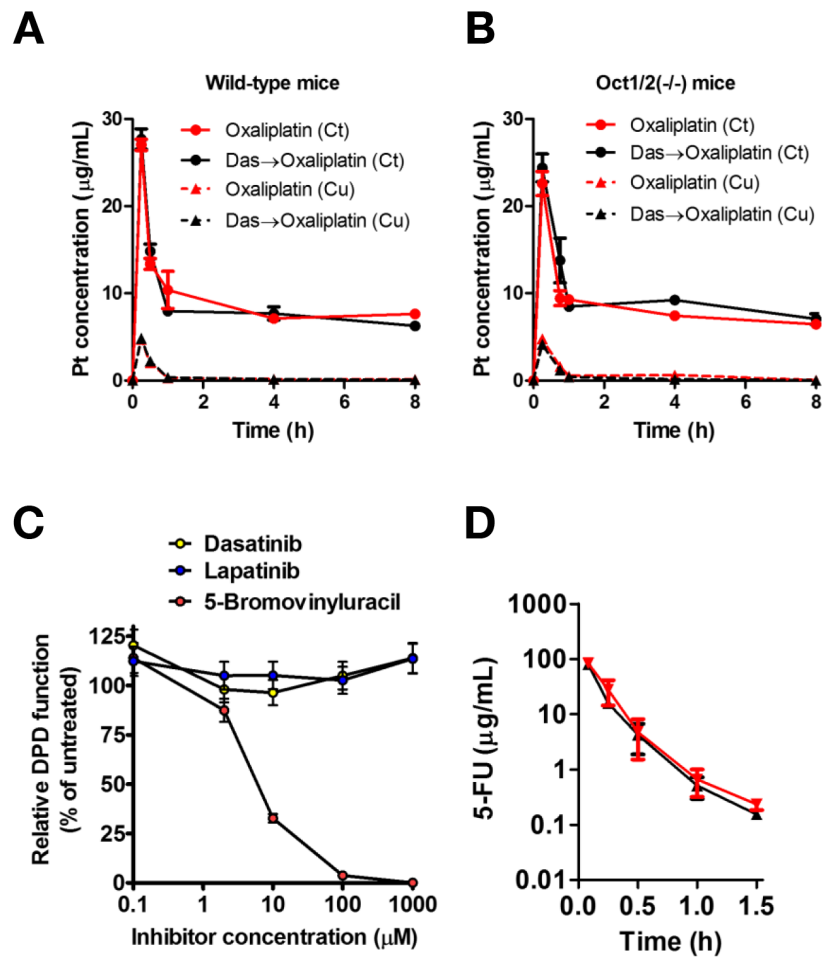 A
Wild-type mice
Pt concentration (μg/mL)
30
20
10
0
Oxaliplatin (Ct)
Das→Oxaliplatin (Ct)
Oxaliplatin (Cu)
Das→Oxaliplatin (Cu)
0 2 4 6 8
Time (h)
B
Oct1/2(-/-) mice
Pt concentration (μg/mL)
30
20
10
0
Oxaliplatin (Ct)
Das→Oxaliplatin (Ct)
Oxaliplatin (Cu)
Das→Oxaliplatin (Cu)
0 2 4 6 8
Time (h)
C
Dasatinib
Lapatinib
5-Bromovinyluracil
Relative DPD function
(% of untreated)
125
100
75
50
25
0
0.1 1 10 100 1000
Inhibitor concentration (μM)
D
5-FU (μg/mL)
1000
100
10
1
0.1
0.01
0.0 0.5 1.0 1.5
Time (h)